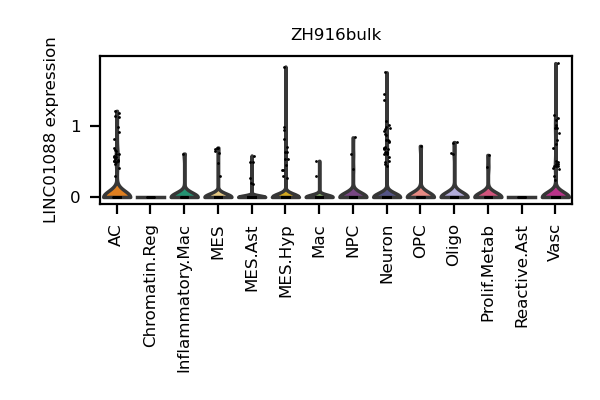 ZH916bulk
LINC01088 expression
1
0
AC
Chromatin.Reg
Inflammatory.Mac
MES
MES.Ast
MES.Hyp
Mac
NPC
Neuron
OPC
Oligo
Prolif.Metab
Reactive.Ast
Vasc